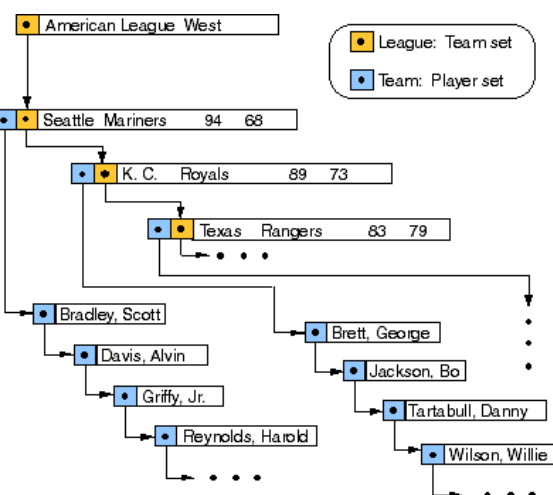 American League West
League: Team set
Team: Player set
Seattle Mariners 94 68
K. C. Royals 89 73
Texas Rangers 83 79
Bradley, Scott
Brett, George
Davis, Alvin
Jackson, Bo
Griffy, Jr.
Tartabull, Danny
Reynolds, Harold
Wilson, Willie